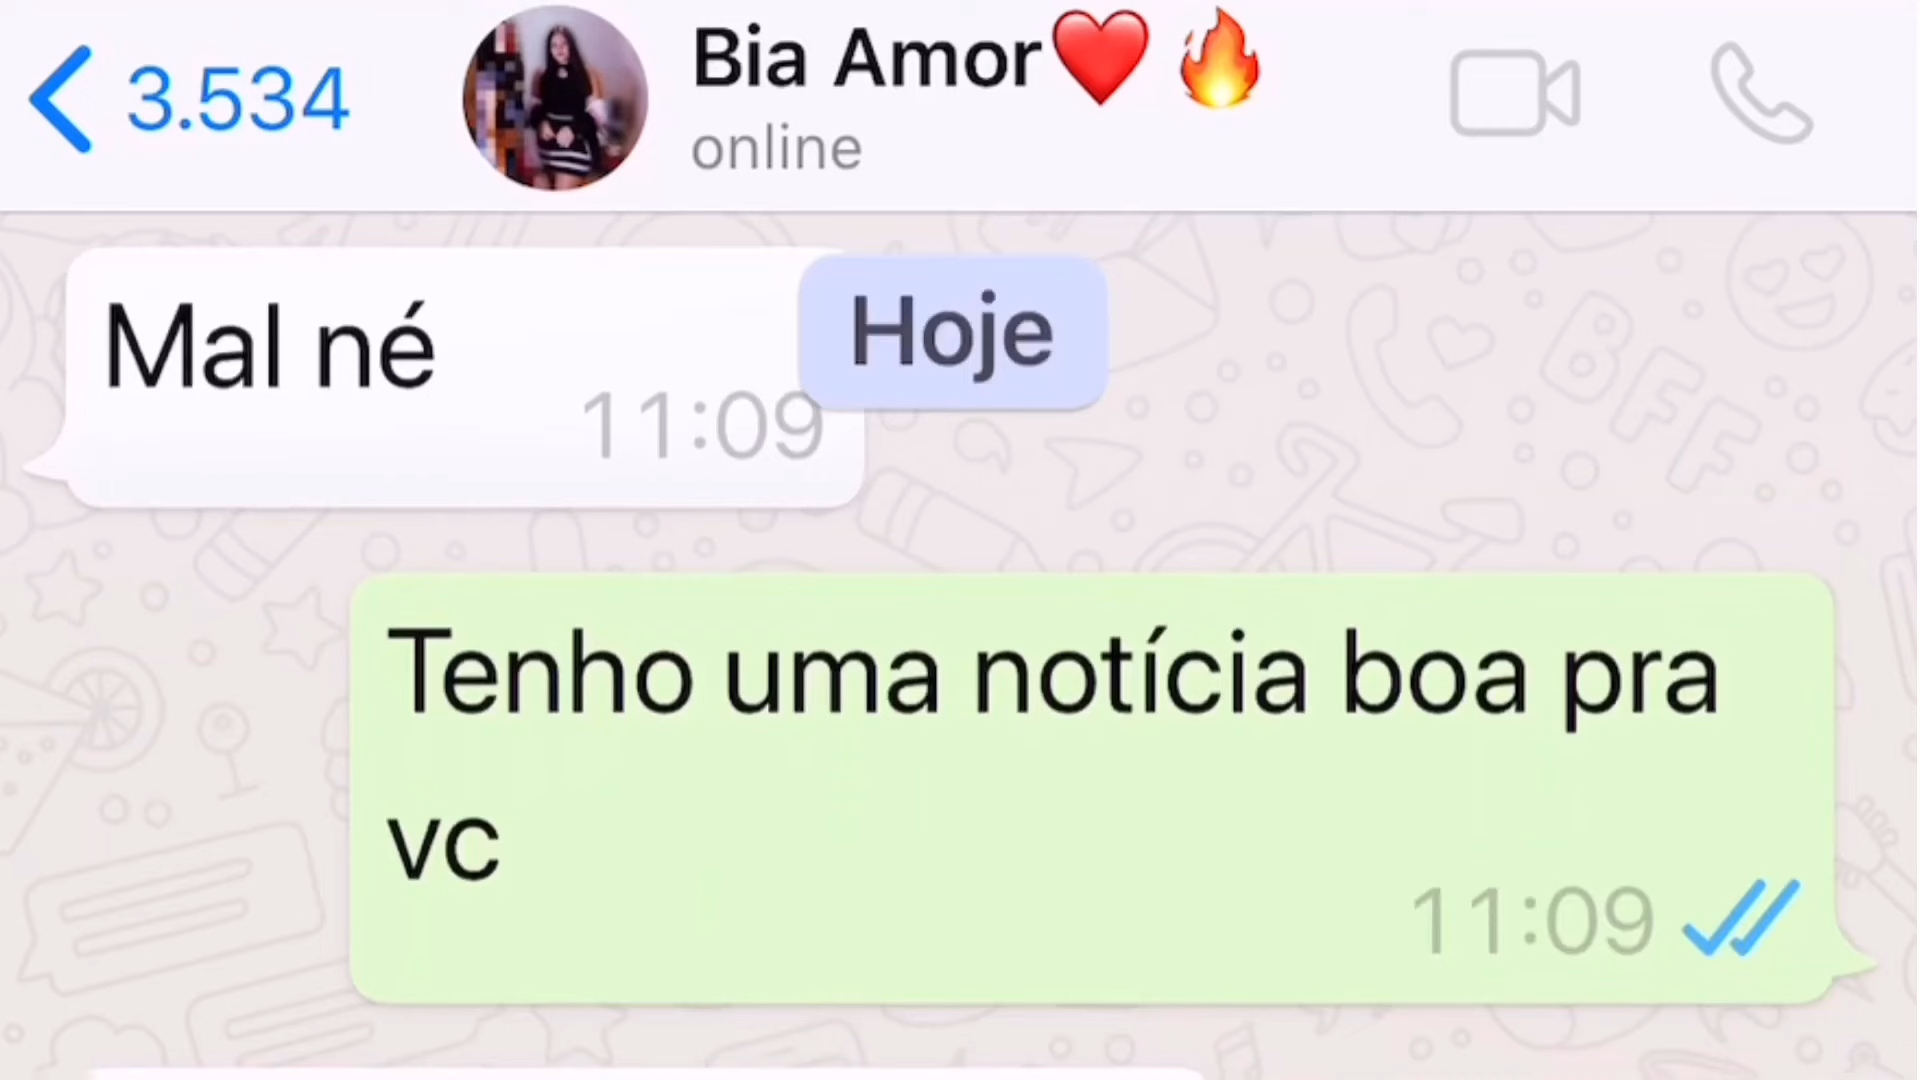 3.534
Bia Amor❤️🔥
online
Hoje
Mal né
11:09
Tenho uma notícia boa pra
vc
11:09